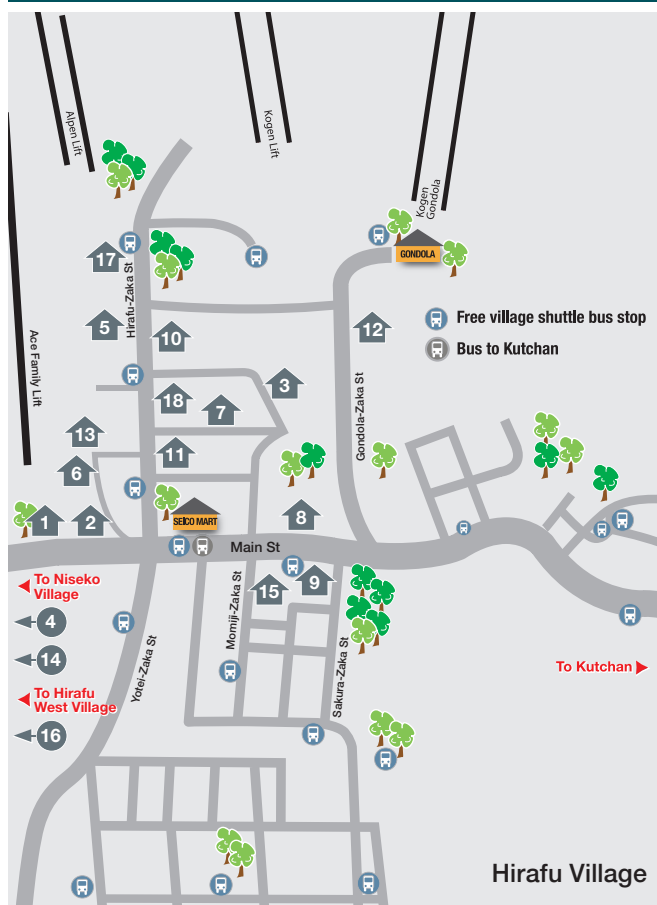 Alpen Lift
Kogen Lift
Kogen
Gondola
GONDOLA
17
Hirafu-Zaka St
Free village shuttle bus stop
5
10
12
Bus to Kutchan
Ace Family Lift
3
18
7
Gondola-Zaka St
13
11
6
1
2
SEICO MART
8
Main St
To Niseko
Village
15
9
4
Momiji-Zaka St
14
Yotei-Zaka St
Sakura-Zaka St
To Kutchan
To Hirafu
West Village
16
Hirafu Village